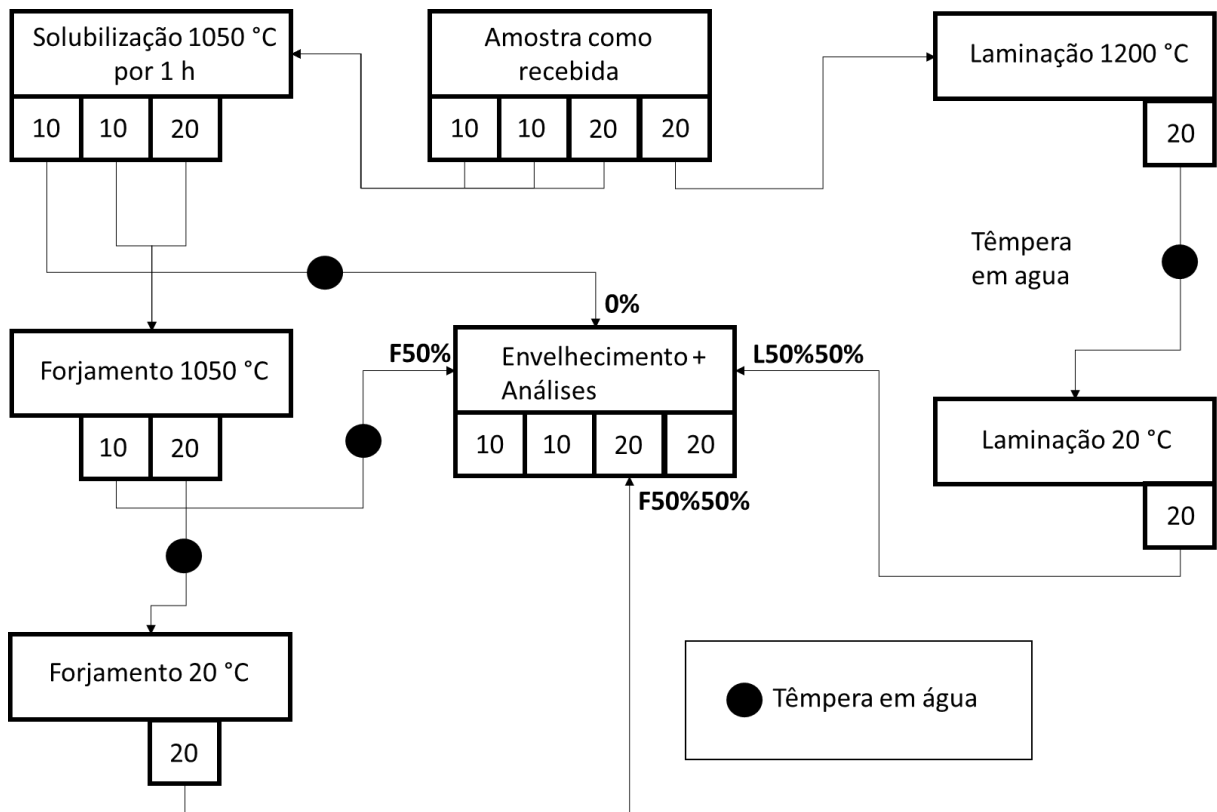 Solubilização 1050 °C
por 1 h
10 10 20
Amostra como
recebida
10 10 20 20
Laminação 1200 °C
20
Têmpera
em agua
0%
F50%
Envelhecimento +
Análises
10 10 20 20
L50%50%
F50%50%
Forjamento 1050 °C
10 20
Laminação 20 °C
20
Forjamento 20 °C
20
Têmpera em água